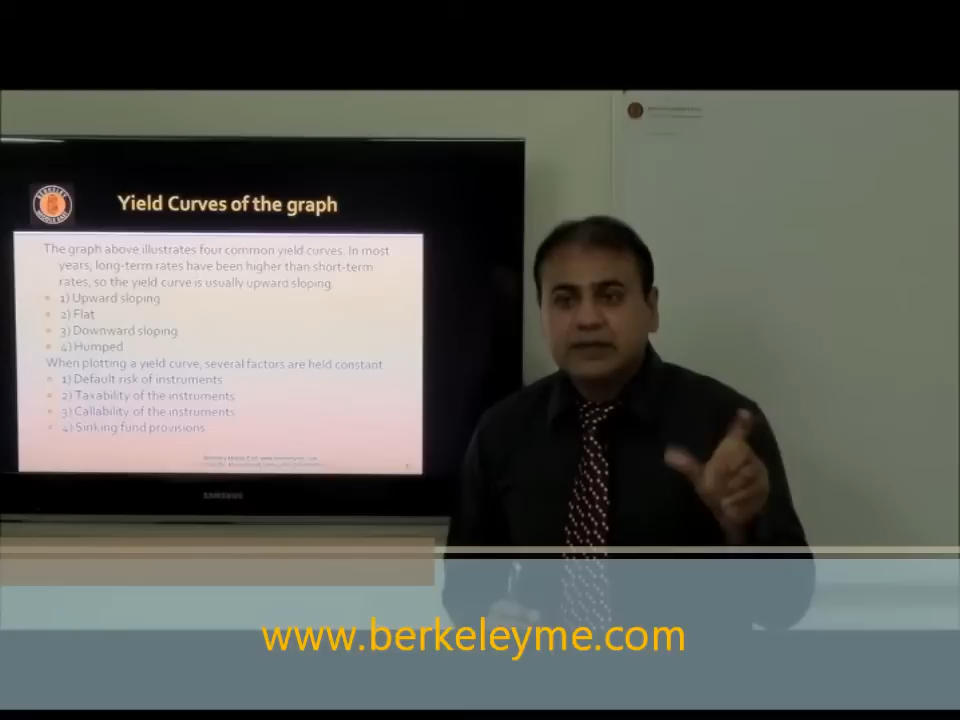 Yield Curves of the graph
BERKELEY
MIDDLE EAST
The graph above illustrates four common yield curves. In most
years, long-term rates have been higher than short-term
rates, so the yield curve is usually upward sloping.
1) Upward sloping
2) Flat
3) Downward sloping
4) Humped
When plotting a yield curve, several factors are held constant
1) Default risk of instruments
2) Taxability of the instruments
3) Callability of the instruments
4) Sinking fund provisions
SAMSUNG
www.berkeleyme.com